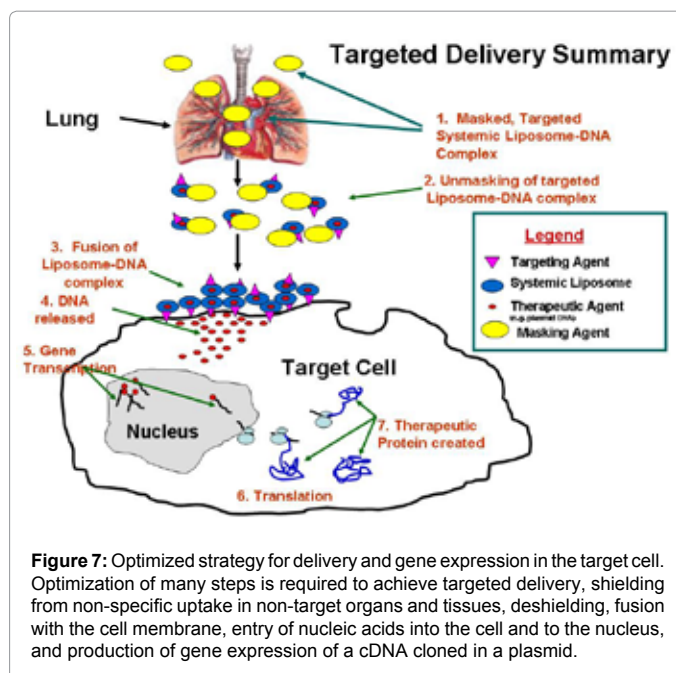 Targeted Delivery Summary
Lung
1. Masked, Targeted
Systemic Liposome-DNA
Complex
2. Unmasking of targeted
Liposome-DNA complex
3. Fusion of
Liposome-DNA
complex
4. DNA
released
5. Gene
Transcription
Legend
Targeting Agent
Systemic Liposome
Therapeutic Agent
(e.g. plasmid DNA)
Masking Agent
Target Cell
Nucleus
7. Therapeutic
Protein created
6. Translation
Figure 7: Optimized strategy for delivery and gene expression in the target cell.
Optimization of many steps is required to achieve targeted delivery, shielding
from non-specific uptake in non-target organs and tissues, deshielding, fusion
with the cell membrane, entry of nucleic acids into the cell and to the nucleus,
and production of gene expression of a cDNA cloned in a plasmid.